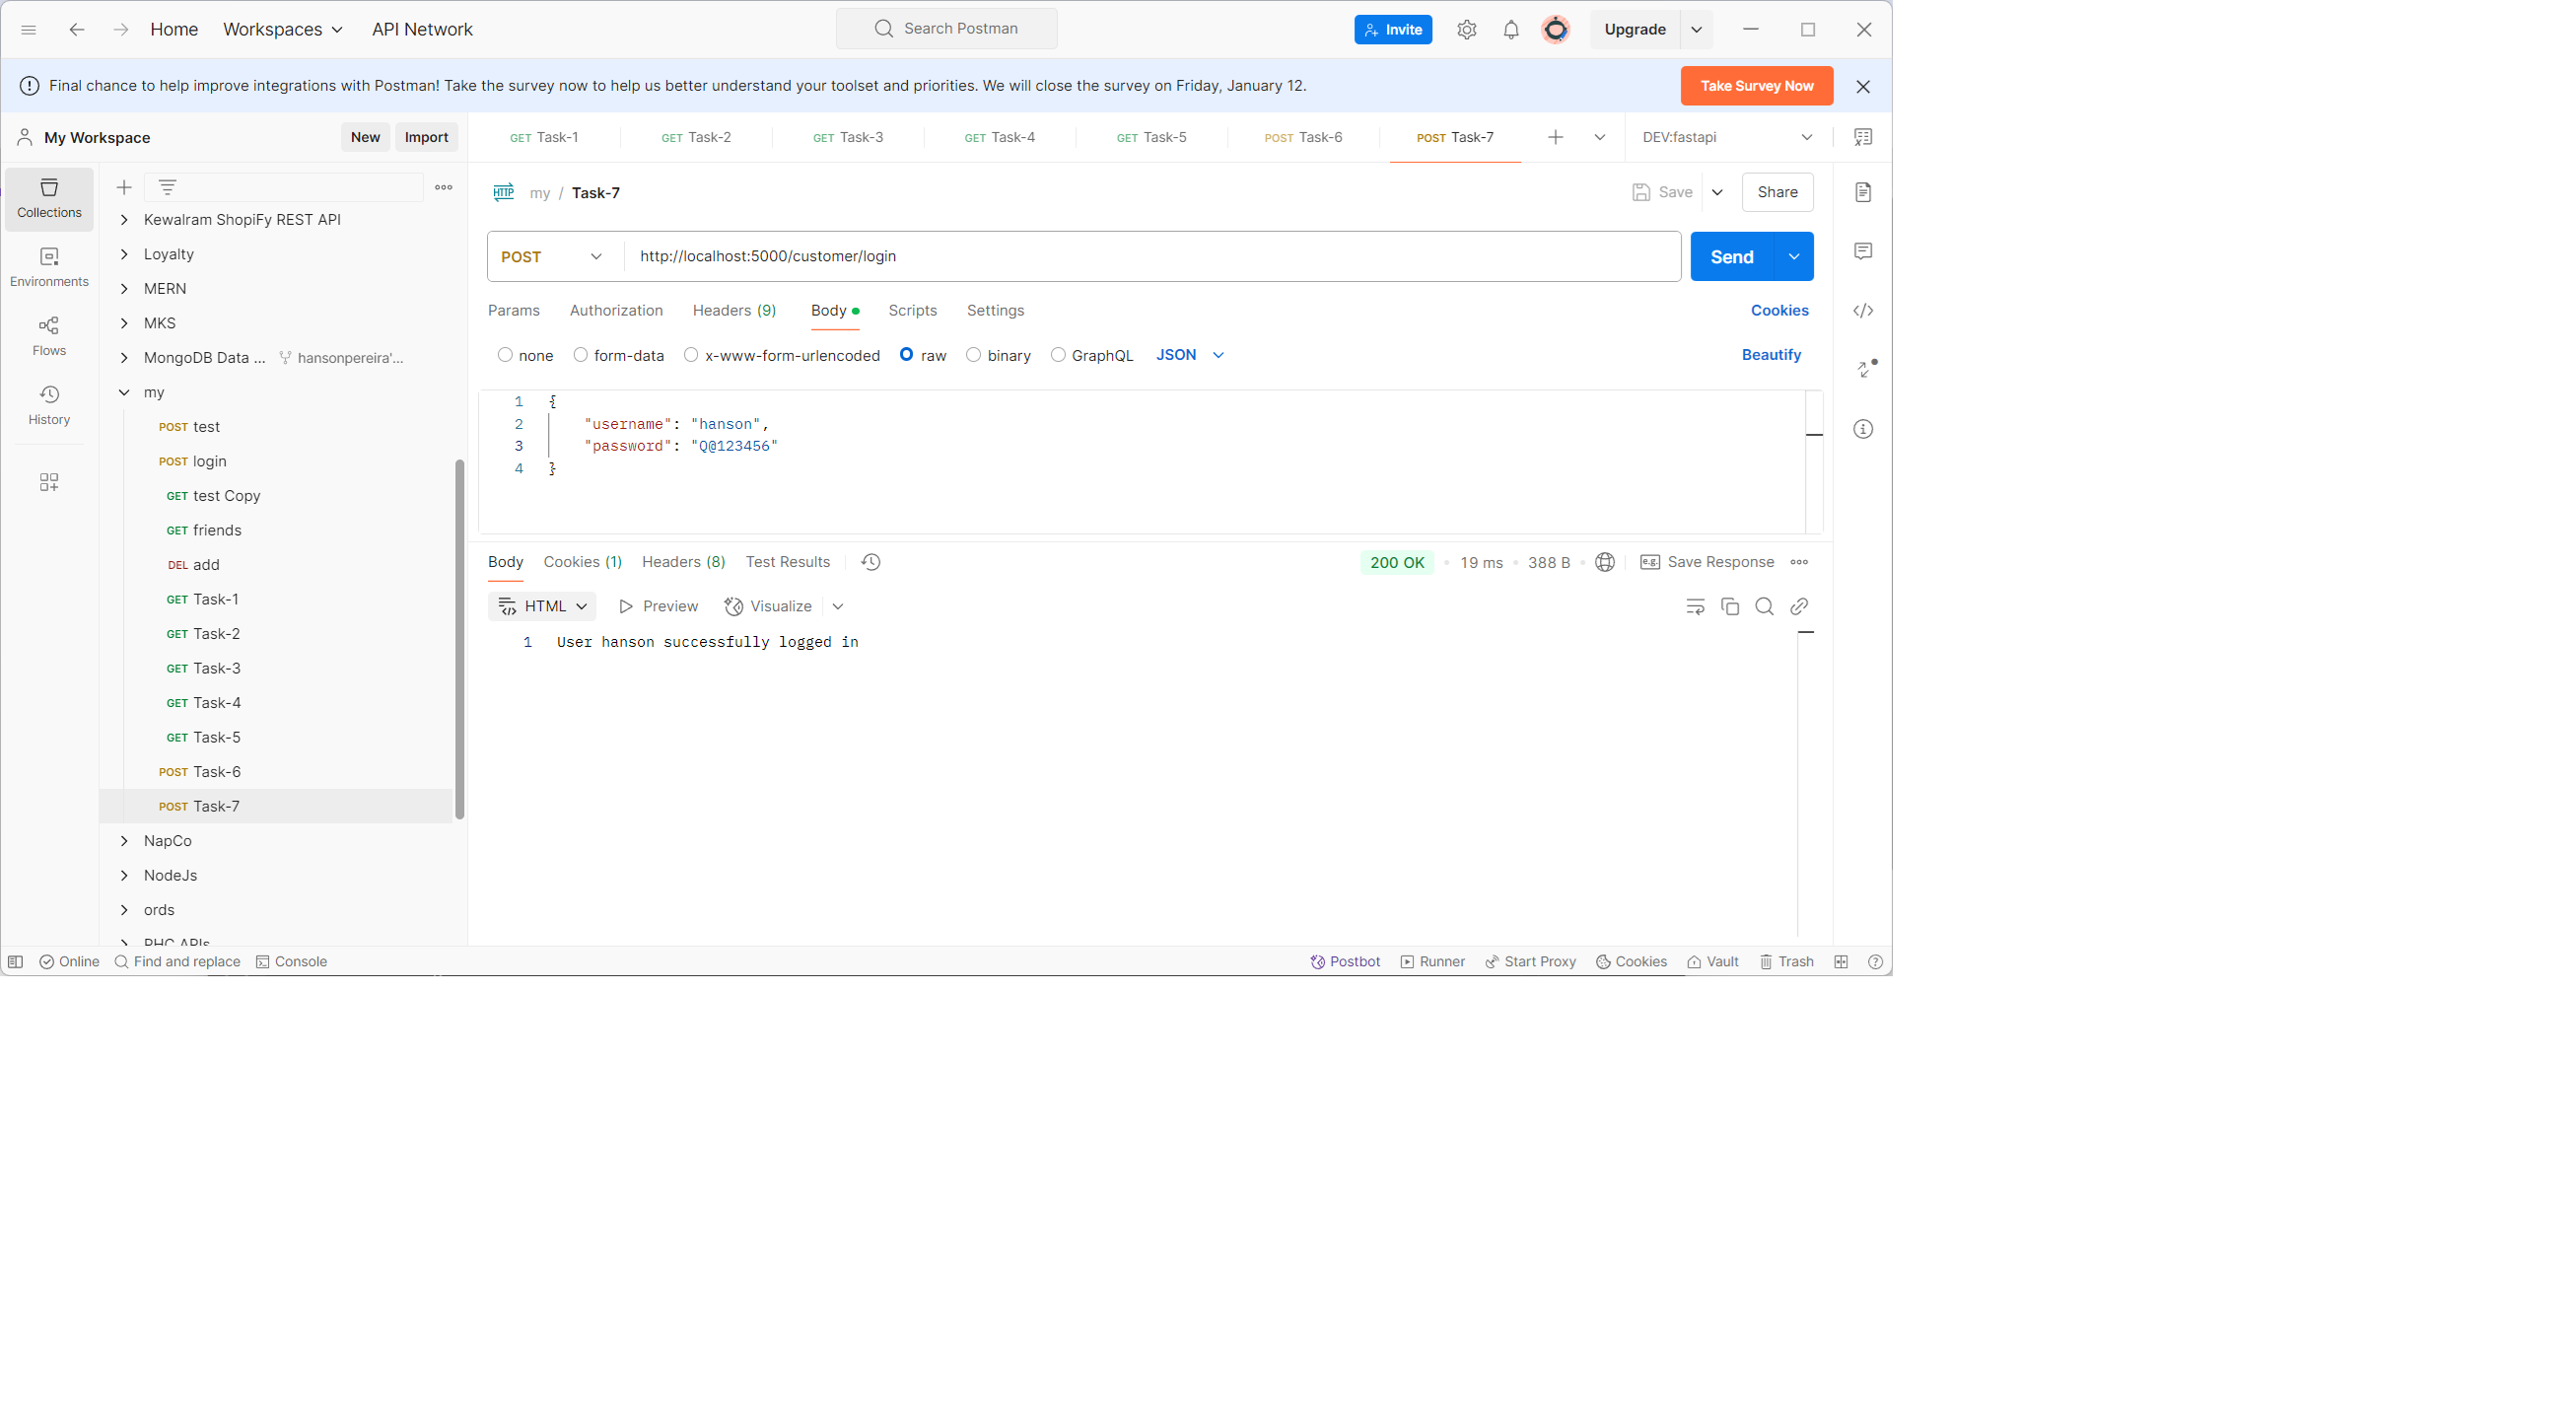 Home Workspaces API Network Search Postman Invite Upgrade
Final chance to help improve integrations with Postman! Take the survey now to help us better understand your toolset and priorities. We will close the survey on Friday, January 12. Take Survey Now
My Workspace New Import
GET Task-1 GET Task-2 GET Task-3 GET Task-4 GET Task-5 POST Task-6 POST Task-7 DEV:fastapi
Collections
Environments
Flows
History
Kewalram ShopiFy REST API
Loyalty
MERN
MKS
MongoDB Data ... hansonpereira'...
my
POST test
POST login
GET test Copy
GET friends
DEL add
GET Task-1
GET Task-2
GET Task-3
GET Task-4
GET Task-5
POST Task-6
POST Task-7
NapCo
NodeJs
ords
PHC APIs
HTTP my / Task-7 Save Share
POST http://localhost:5000/customer/login Send
Params Authorization Headers (9) Body Scripts Settings Cookies
none form-data x-www-form-urlencoded raw binary GraphQL JSON Beautify
1 {
2 "username": "hanson",
3 "password": "Q@123456"
4 }
Body Cookies (1) Headers (8) Test Results 200 OK • 19 ms • 388 B • e.g. Save Response
HTML Preview Visualize
1 User hanson successfully logged in
Online Find and replace Console Postbot Runner Start Proxy Cookies Vault Trash